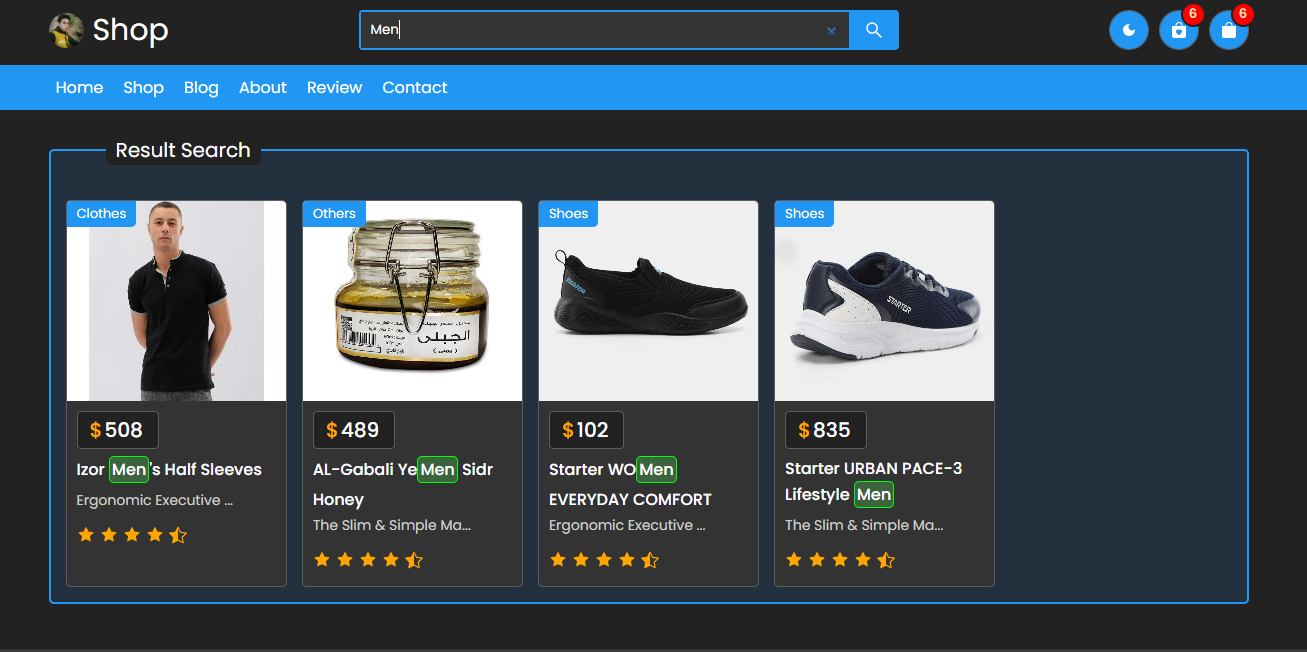 Shop
Men
6
6
Home Shop Blog About Review Contact
Result Search
Clothes
Others
الجبلي
Shoes
STARTER
Shoes
STARTER
$508
Izor Men's Half Sleeves
Ergonomic Executive ...
$489
AL-Gabali YeMen Sidr
Honey
The Slim & Simple Ma...
$102
Starter WOMen
EVERYDAY COMFORT
Ergonomic Executive ...
$835
Starter URBAN PACE-3
Lifestyle Men
The Slim & Simple Ma...